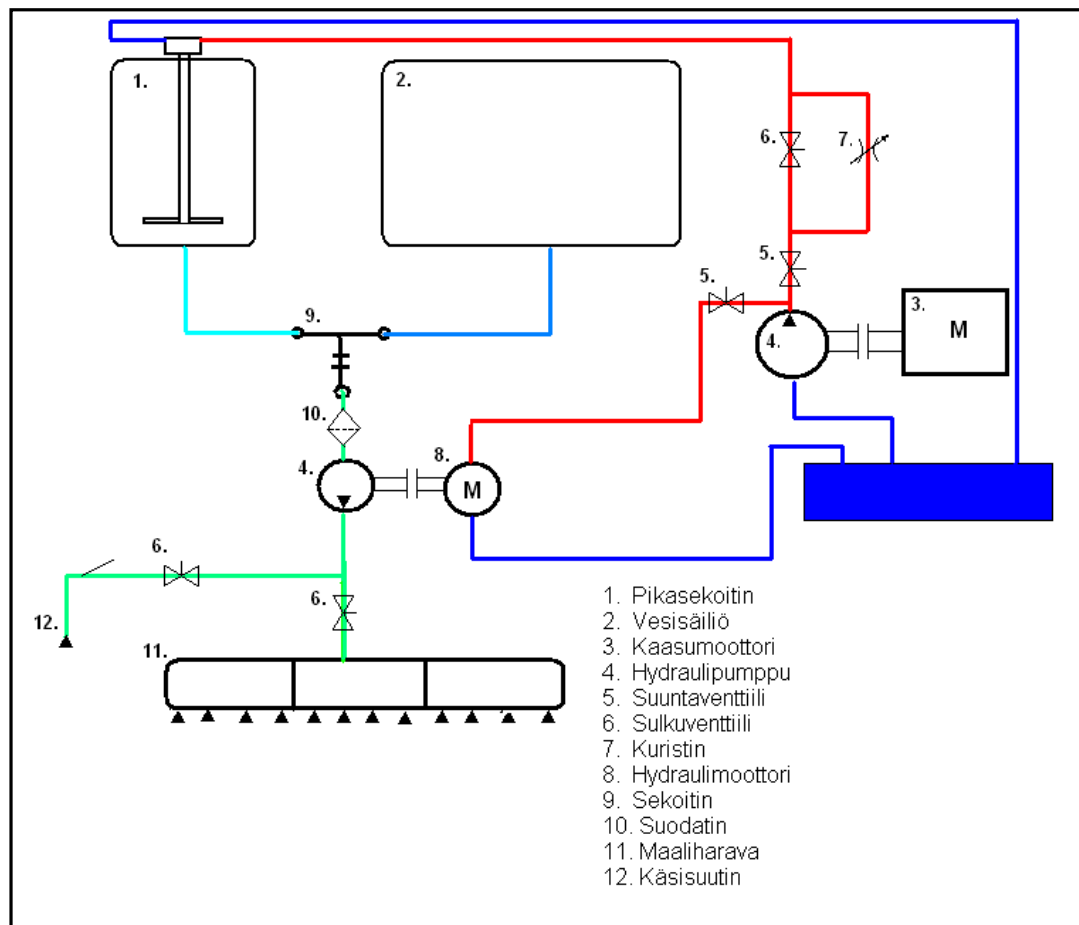 1.
2.
6.
7.
5.
5.
3.
M
4.
9.
10.
4.
8.
M
6.
6.
12.
11.
1. Pikasekoitin
2. Vesisäiliö
3. Kaasumoottori
4. Hydraulipumppu
5. Suuntaventtiili
6. Sulkuventtiili
7. Kuristin
8. Hydraulimoottori
9. Sekoitin
10. Suodatin
11. Maaliharava
12. Käsisuutin